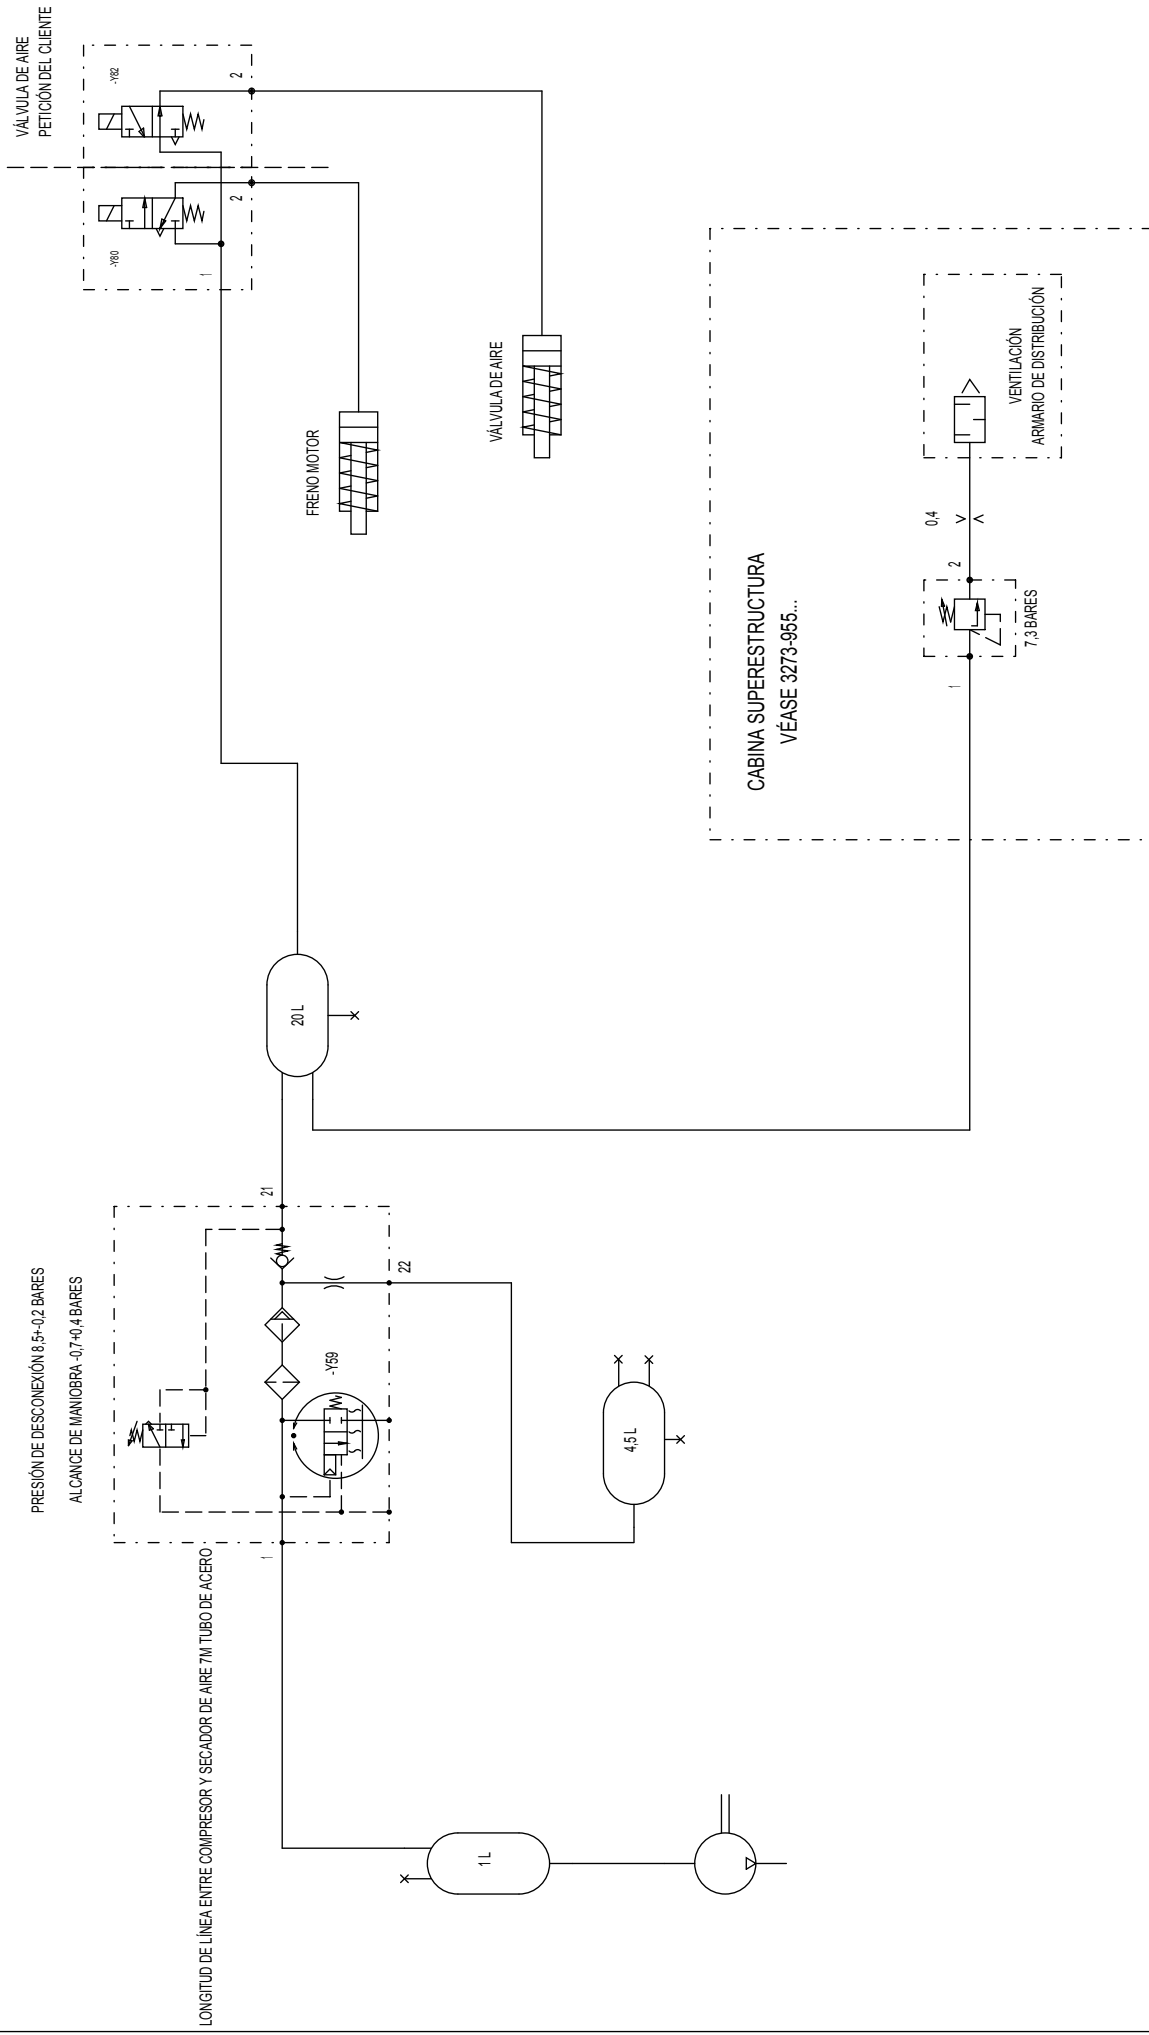 VÁLVULA DE AIRE
PETICIÓN DEL CLIENTE
-Y82
2
-Y80
2
1
FRENO MOTOR
VÁLVULA DE AIRE
CABINA SUPERESTRUCTURA
VÉASE 3273-955...
VENTILACIÓN
ARMARIO DE DISTRIBUCIÓN
0,4
2
7,3 BARES
1
20 L
PRESIÓN DE DESCONEXIÓN 8,5+-0,2 BARES
ALCANCE DE MANIOBRA -0,7+0,4 BARES
21
22
-Y59
1
4,5 L
LONGITUD DE LÍNEA ENTRE COMPRESOR Y SECADOR DE AIRE 7M TUBO DE ACERO
1 L